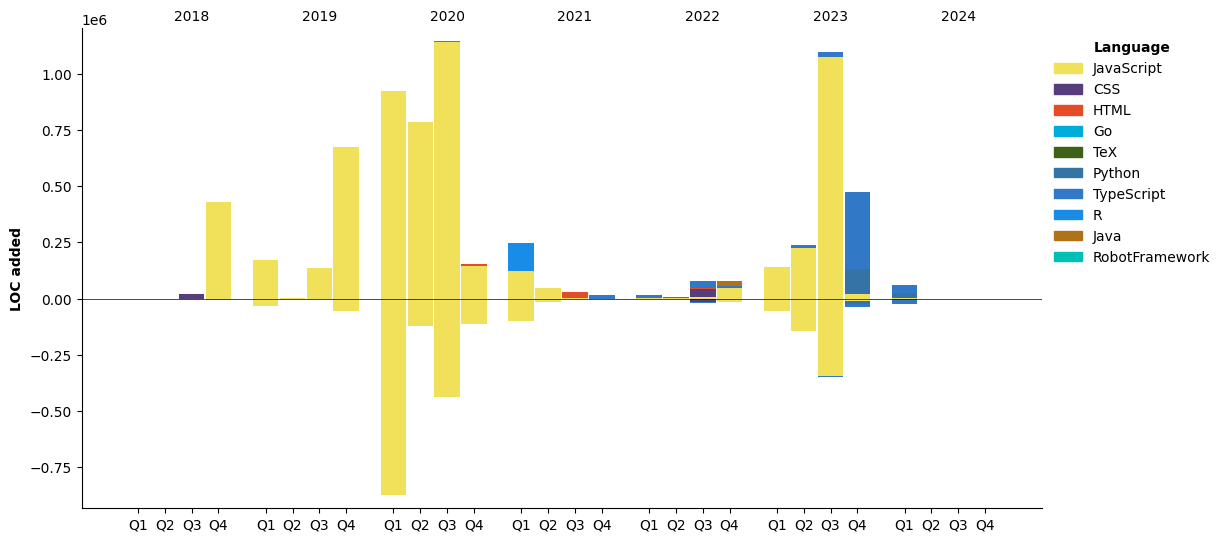 1e6
2018 2019 2020 2021 2022 2023 2024
Language
JavaScript
CSS
HTML
Go
TeX
Python
TypeScript
R
Java
RobotFramework
LOC added
1.00
0.75
0.50
0.25
0.00
−0.25
−0.50
−0.75
Q1 Q2 Q3 Q4 Q1 Q2 Q3 Q4 Q1 Q2 Q3 Q4 Q1 Q2 Q3 Q4 Q1 Q2 Q3 Q4 Q1 Q2 Q3 Q4 Q1 Q2 Q3 Q4